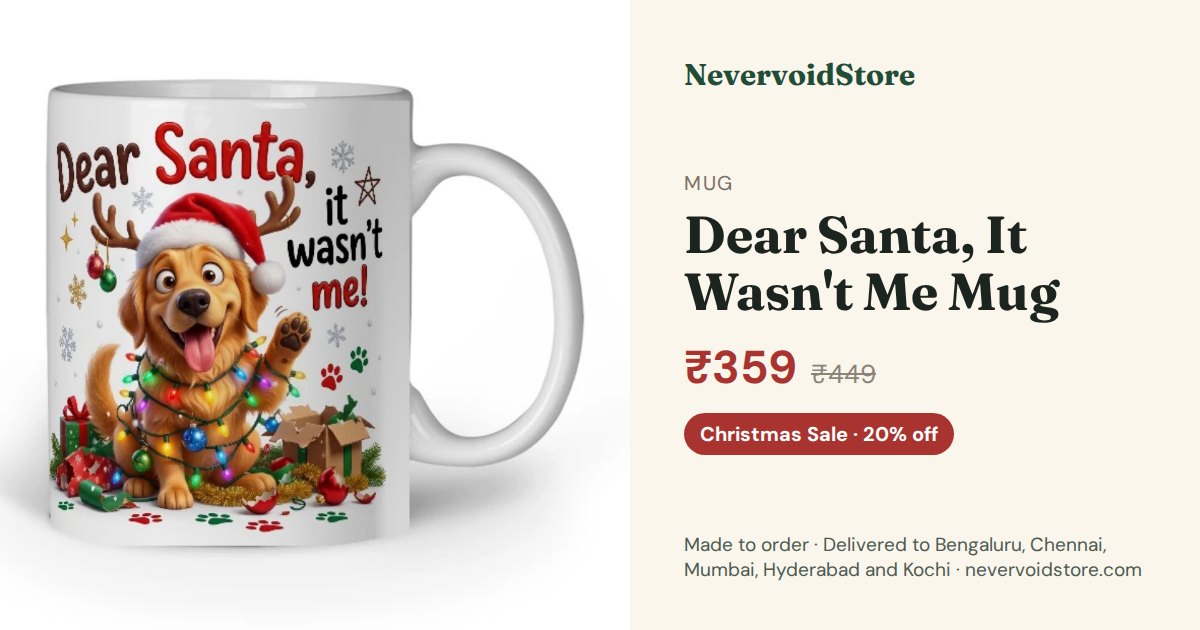 Dear Santa,
it
wasn't
me!
NevervoidStore
MUG
Dear Santa, It
Wasn't Me Mug
₹359 ₹449
Christmas Sale · 20% off
Made to order · Delivered to Bengaluru, Chennai,
Mumbai, Hyderabad and Kochi · nevervoidstore.com